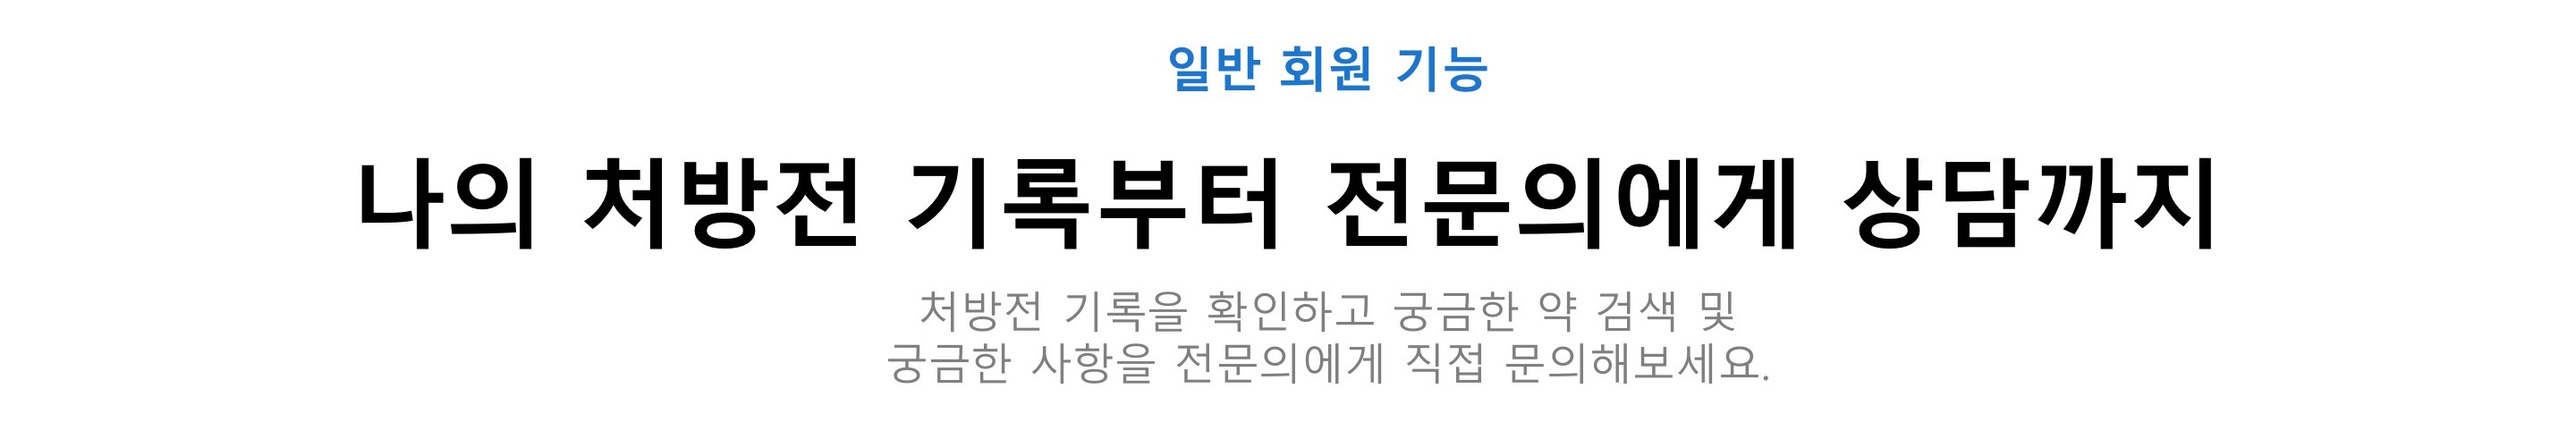 일반 회원 기능
나의 처방전 기록부터 전문의에게 상담까지
처방전 기록을 확인하고 궁금한 약 검색 및
궁금한 사항을 전문의에게 직접 문의해보세요.